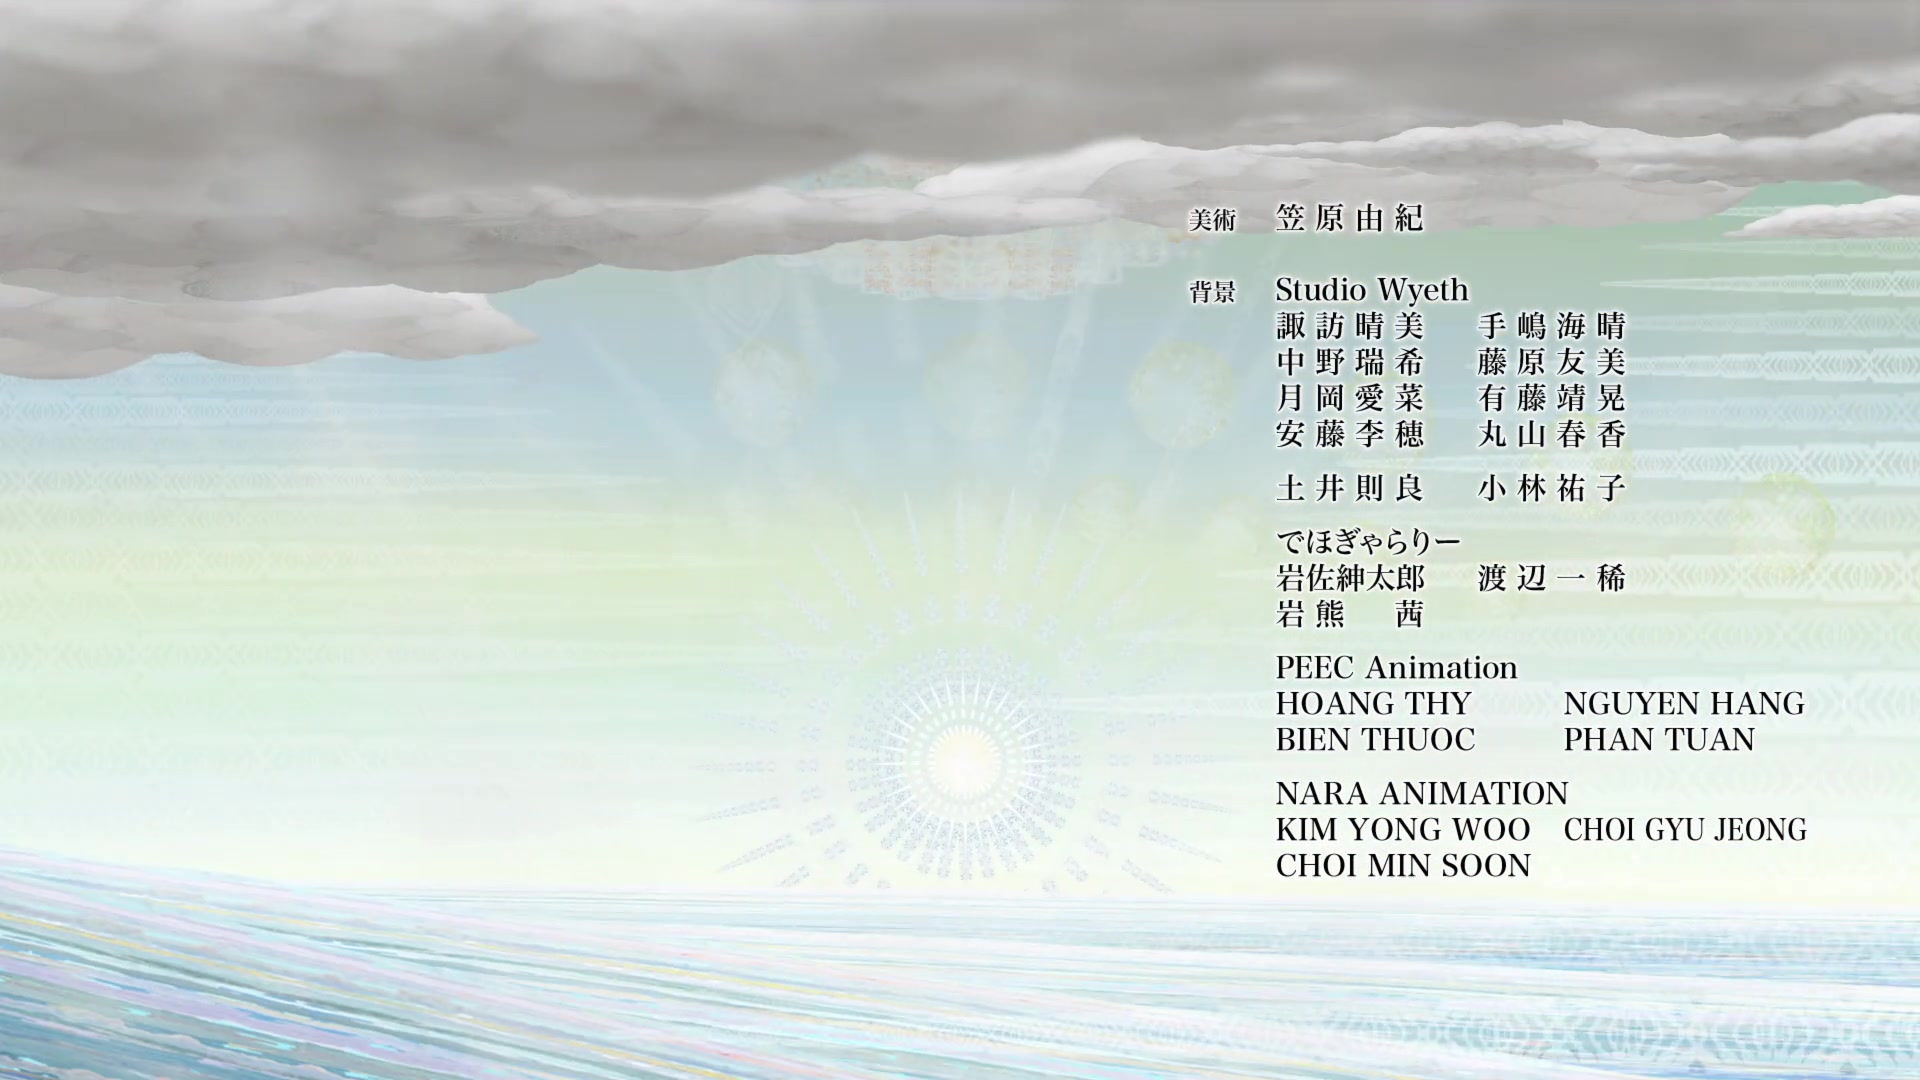 美術 笠原由紀
背景 Studio Wyeth
諏訪晴美 手嶋海晴
中野瑞希 藤原友美
月岡愛菜 有藤靖晃
安藤李穂 丸山春香
土井則良 小林祐子
でほぎゃらりー
岩佐紳太郎 渡辺一稀
岩熊 茜
PEEC Animation
HOANG THY NGUYEN HANG
BIEN THUOC PHAN TUAN
NARA ANIMATION
KIM YONG WOO CHOI GYU JEONG
CHOI MIN SOON